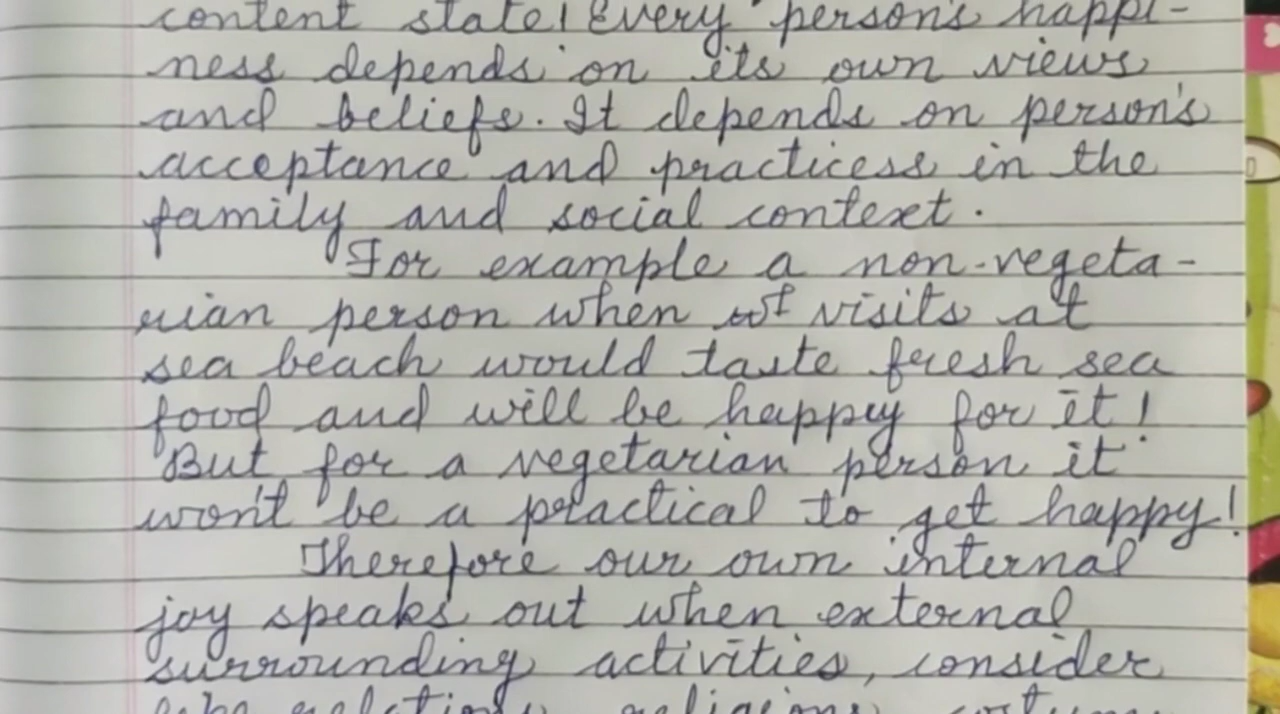 content state! Every person's happi-
ness depends on its own views
and beliefs. It depends on person's
acceptance and practicess in the
family and social context.
For example a non-vegeta-
rian person when visits at
sea beach would taste fresh sea
food and will be happy for it!
But for a vegetarian person it
won't be a practical to get happy!
Therefore our own internal
joy speaks out when external
surrounding activities, consider
relations, religions,